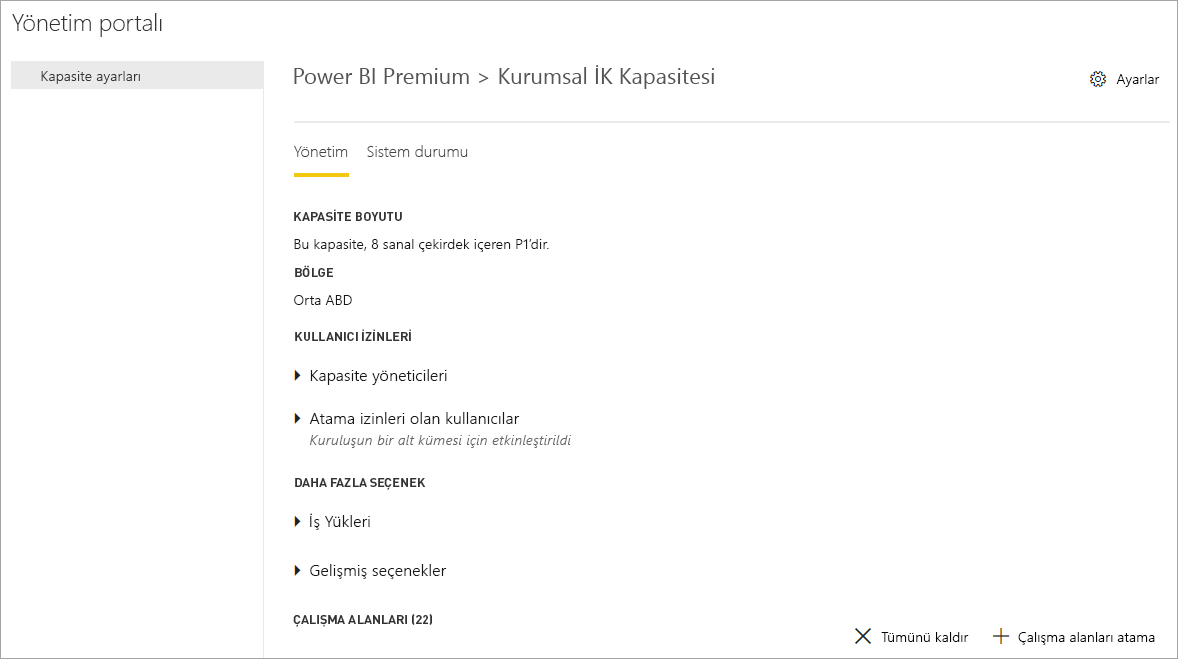 Yönetim portalı
Kapasite ayarları
Power BI Premium > Kurumsal İK Kapasitesi
Ayarlar
Yönetim Sistem durumu
KAPASİTE BOYUTU
Bu kapasite, 8 sanal çekirdek içeren P1'dir.
BÖLGE
Orta ABD
KULLANICI İZİNLERİ
Kapasite yöneticileri
Atama izinleri olan kullanıcılar
Kuruluşun bir alt kümesi için etkinleştirildi
DAHA FAZLA SEÇENEK
İş Yükleri
Gelişmiş seçenekler
ÇALIŞMA ALANLARI (22)
Tümünü kaldır Çalışma alanları atama